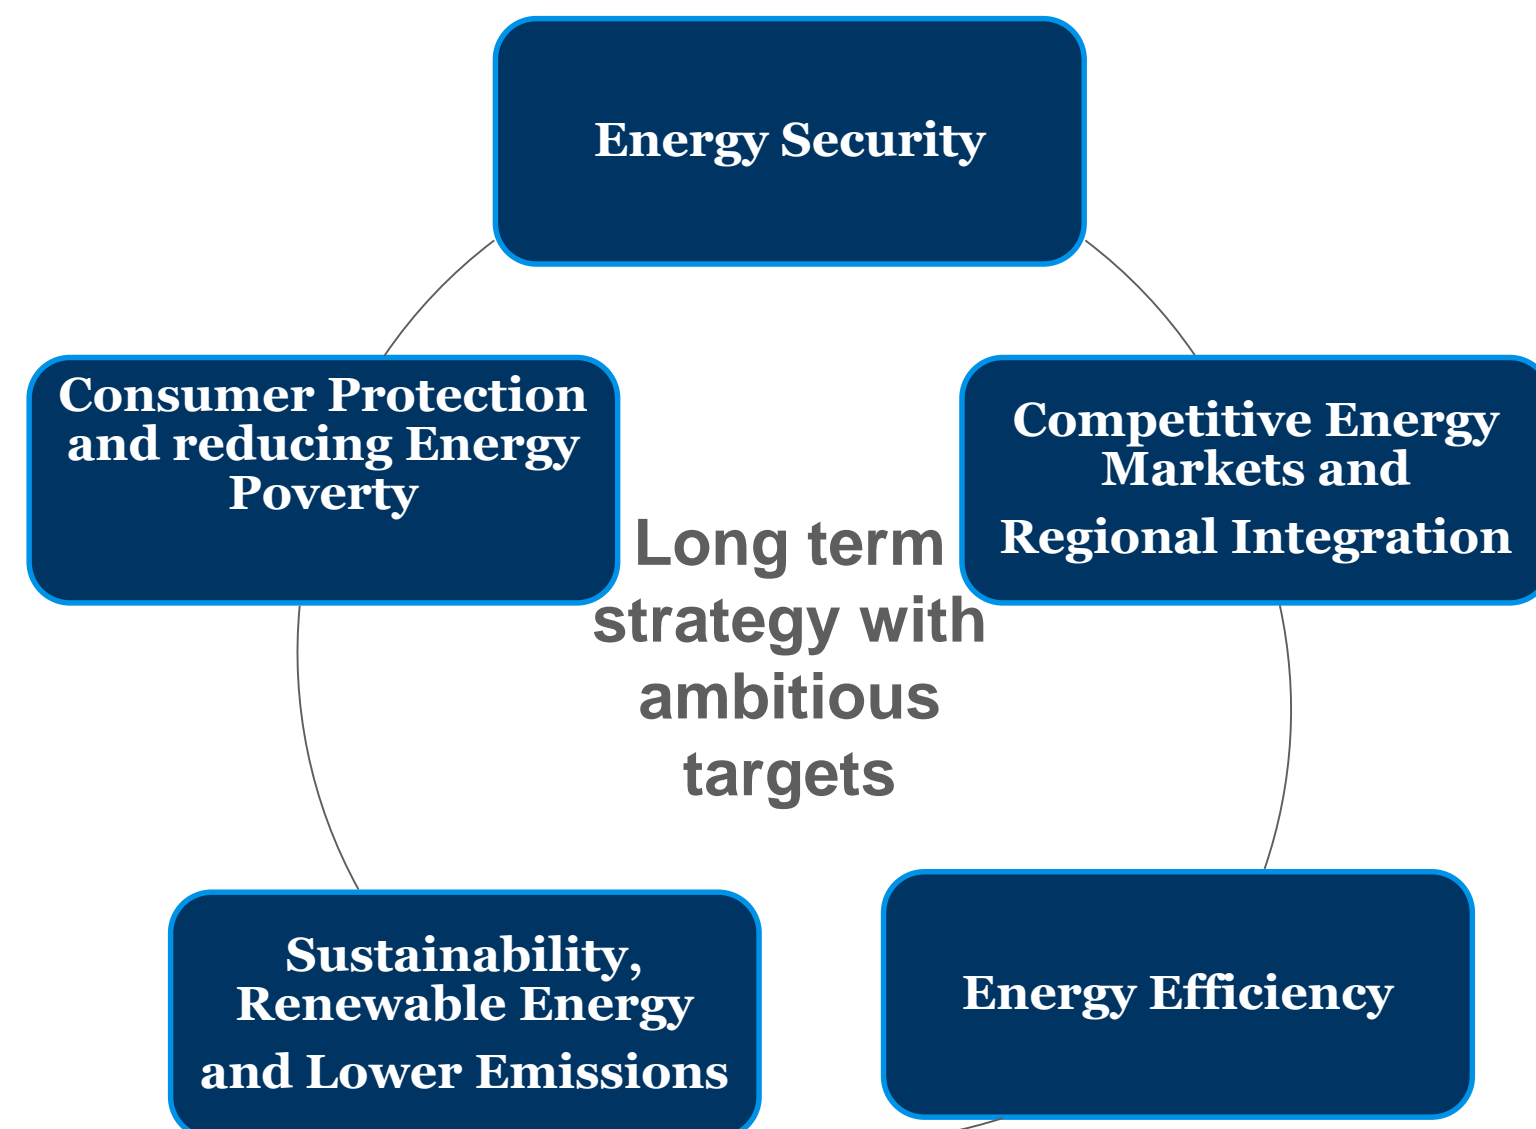 Energy Security
Consumer Protection
and reducing Energy
Poverty
Competitive Energy
Markets and
Regional Integration
Long term
strategy with
ambitious
targets
Sustainability,
Renewable Energy
and Lower Emissions
Energy Efficiency